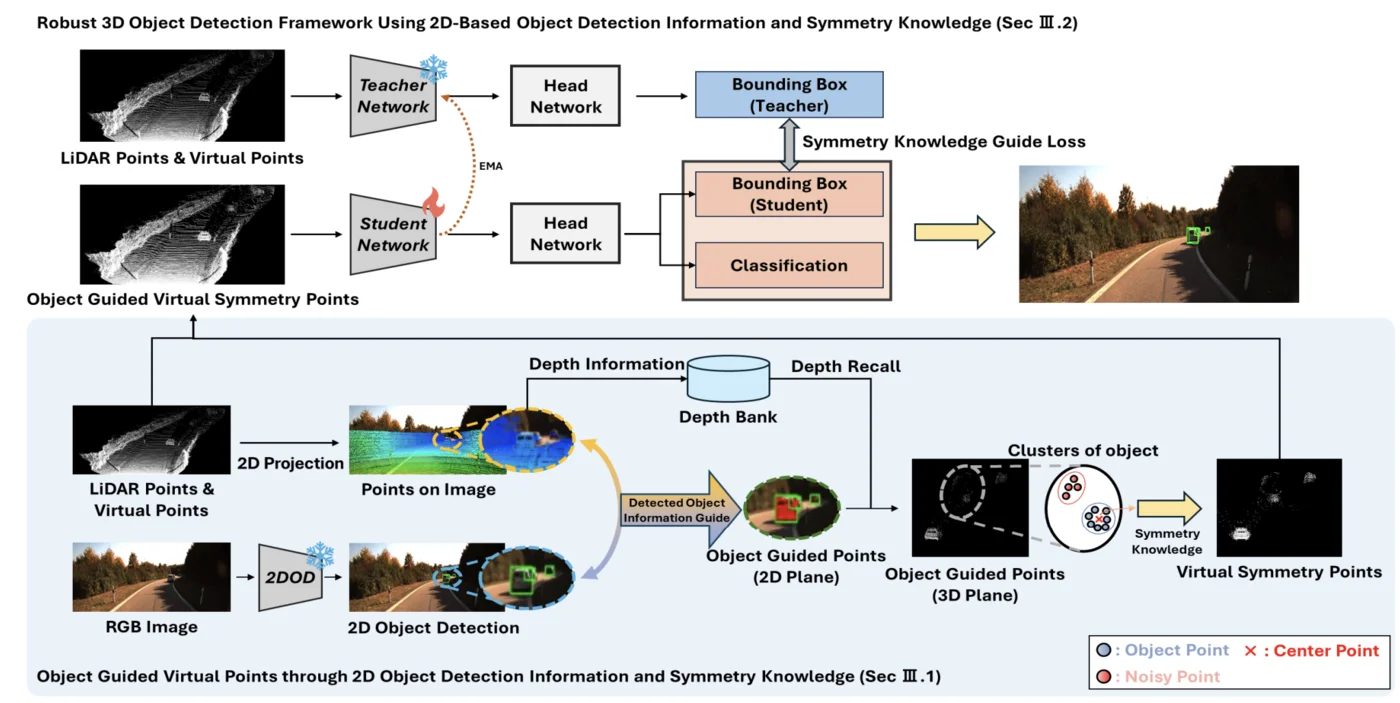 Robust 3D Object Detection Framework Using 2D-Based Object Detection Information and Symmetry Knowledge (Sec Ⅲ.2)
LiDAR Points & Virtual Points
Teacher
Network
Head
Network
Bounding Box
(Teacher)
Symmetry Knowledge Guide Loss
EMA
Object Guided Virtual Symmetry Points
Student
Network
Head
Network
Bounding Box
(Student)
Classification
Depth Information
Depth Bank
Depth Recall
LiDAR Points &
Virtual Points
2D Projection
Points on Image
RGB Image
2DOD
2D Object Detection
Detected Object
Information Guide
Object Guided Points
(2D Plane)
Object Guided Points
(3D Plane)
Clusters of object
Symmetry
Knowledge
Virtual Symmetry Points
: Object Point
: Center Point
: Noisy Point
Object Guided Virtual Points through 2D Object Detection Information and Symmetry Knowledge (Sec Ⅲ.1)